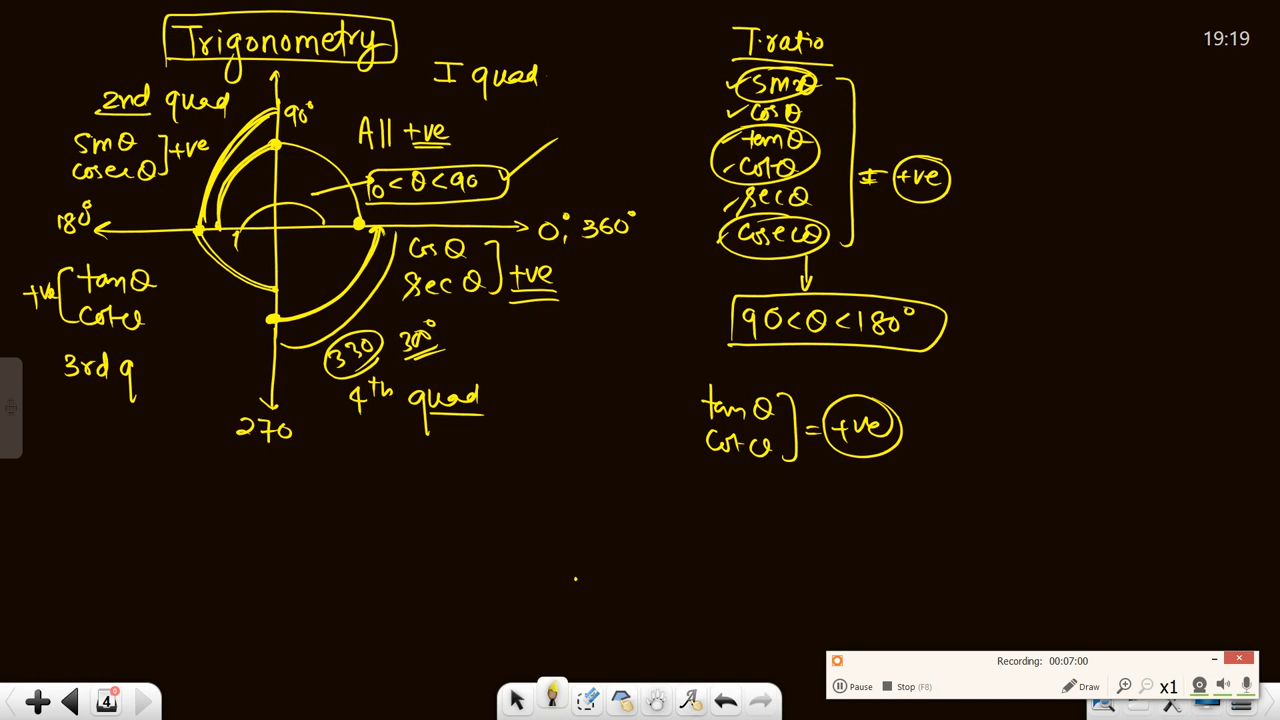 Trigonometry
I quad
2nd quad
90°
sinθ
cosecθ
+ve
All +ve
0 < θ < 90
180°
0°, 360°
cosθ
secθ
+ve
+ve
tanθ
cotθ
3rd q
330
300°
4th quad
270
T.ratio
sinθ
cosθ
tanθ
cotθ
secθ
cosecθ
= +ve
90 < θ < 180°
tanθ
cotθ
= +ve
19:19
Recording: 00:07:00
Pause
Stop (F8)
Draw
x1
4
0